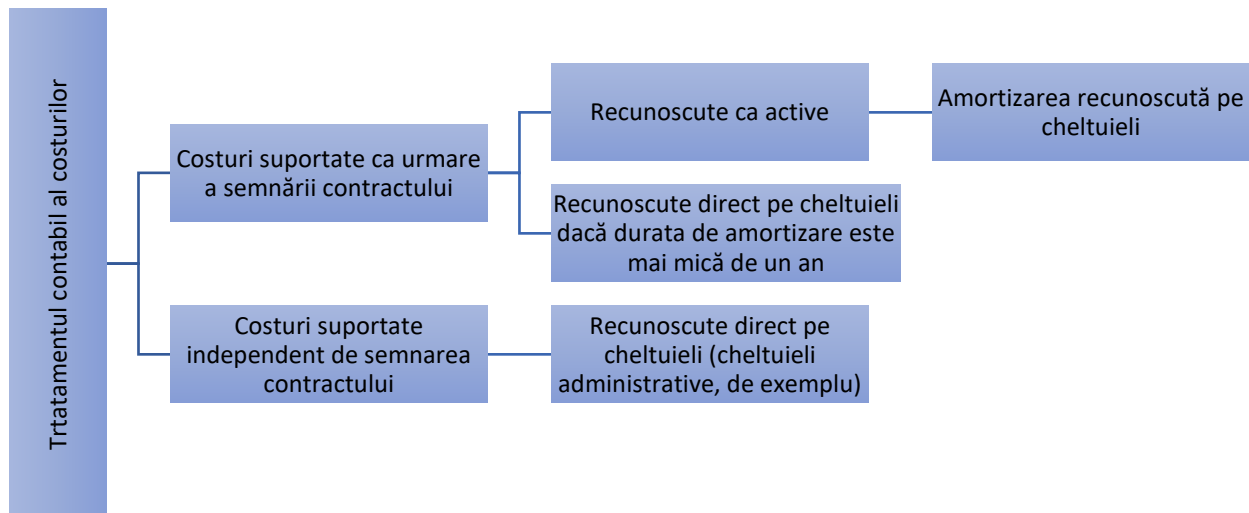 Trtatamentul contabil al costurilor
Costuri suportate ca urmare
a semnării contractului
Recunoscute ca active
Amortizarea recunoscută pe
cheltuieli
Recunoscute direct pe cheltuieli
dacă durata de amortizare este
mai mică de un an
Costuri suportate
independent de semnarea
contractului
Recunoscute direct pe
cheltuieli (cheltuieli
administrative, de exemplu)